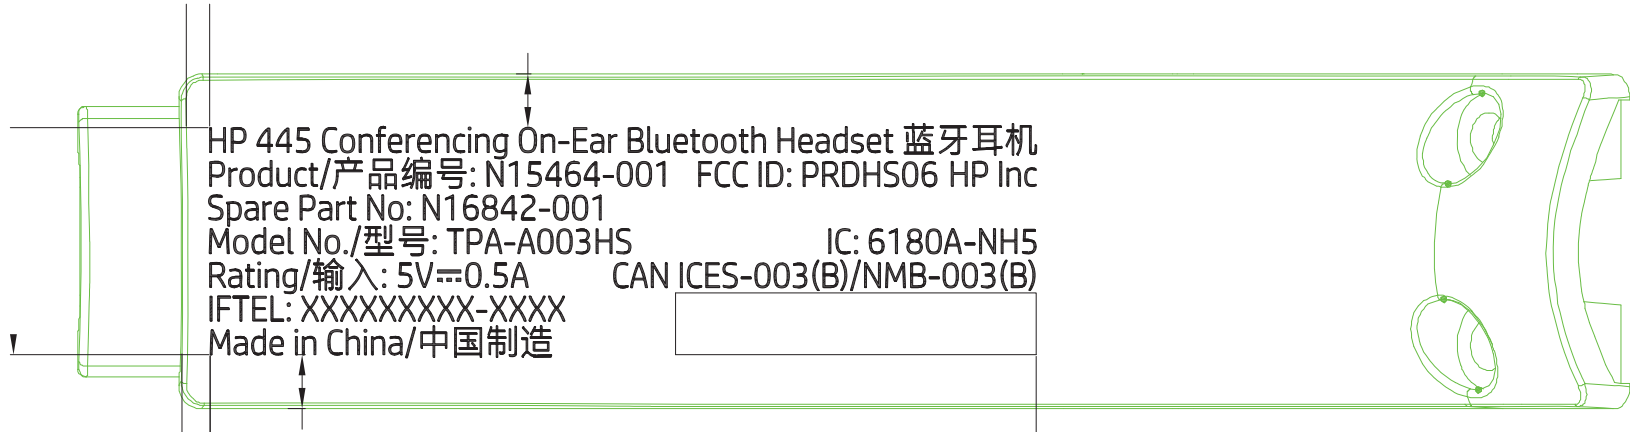 HP 445 Conferencing On-Ear Bluetooth Headset 蓝牙耳机
Product/产品编号: N15464-001 FCC ID: PRDHS06 HP Inc
Spare Part No: N16842-001
Model No./型号: TPA-A003HS IC: 6180A-NH5
Rating/输入: 5V⎓0.5A CAN ICES-003(B)/NMB-003(B)
IFTEL: XXXXXXXXX-XXXX
Made in China/中国制造